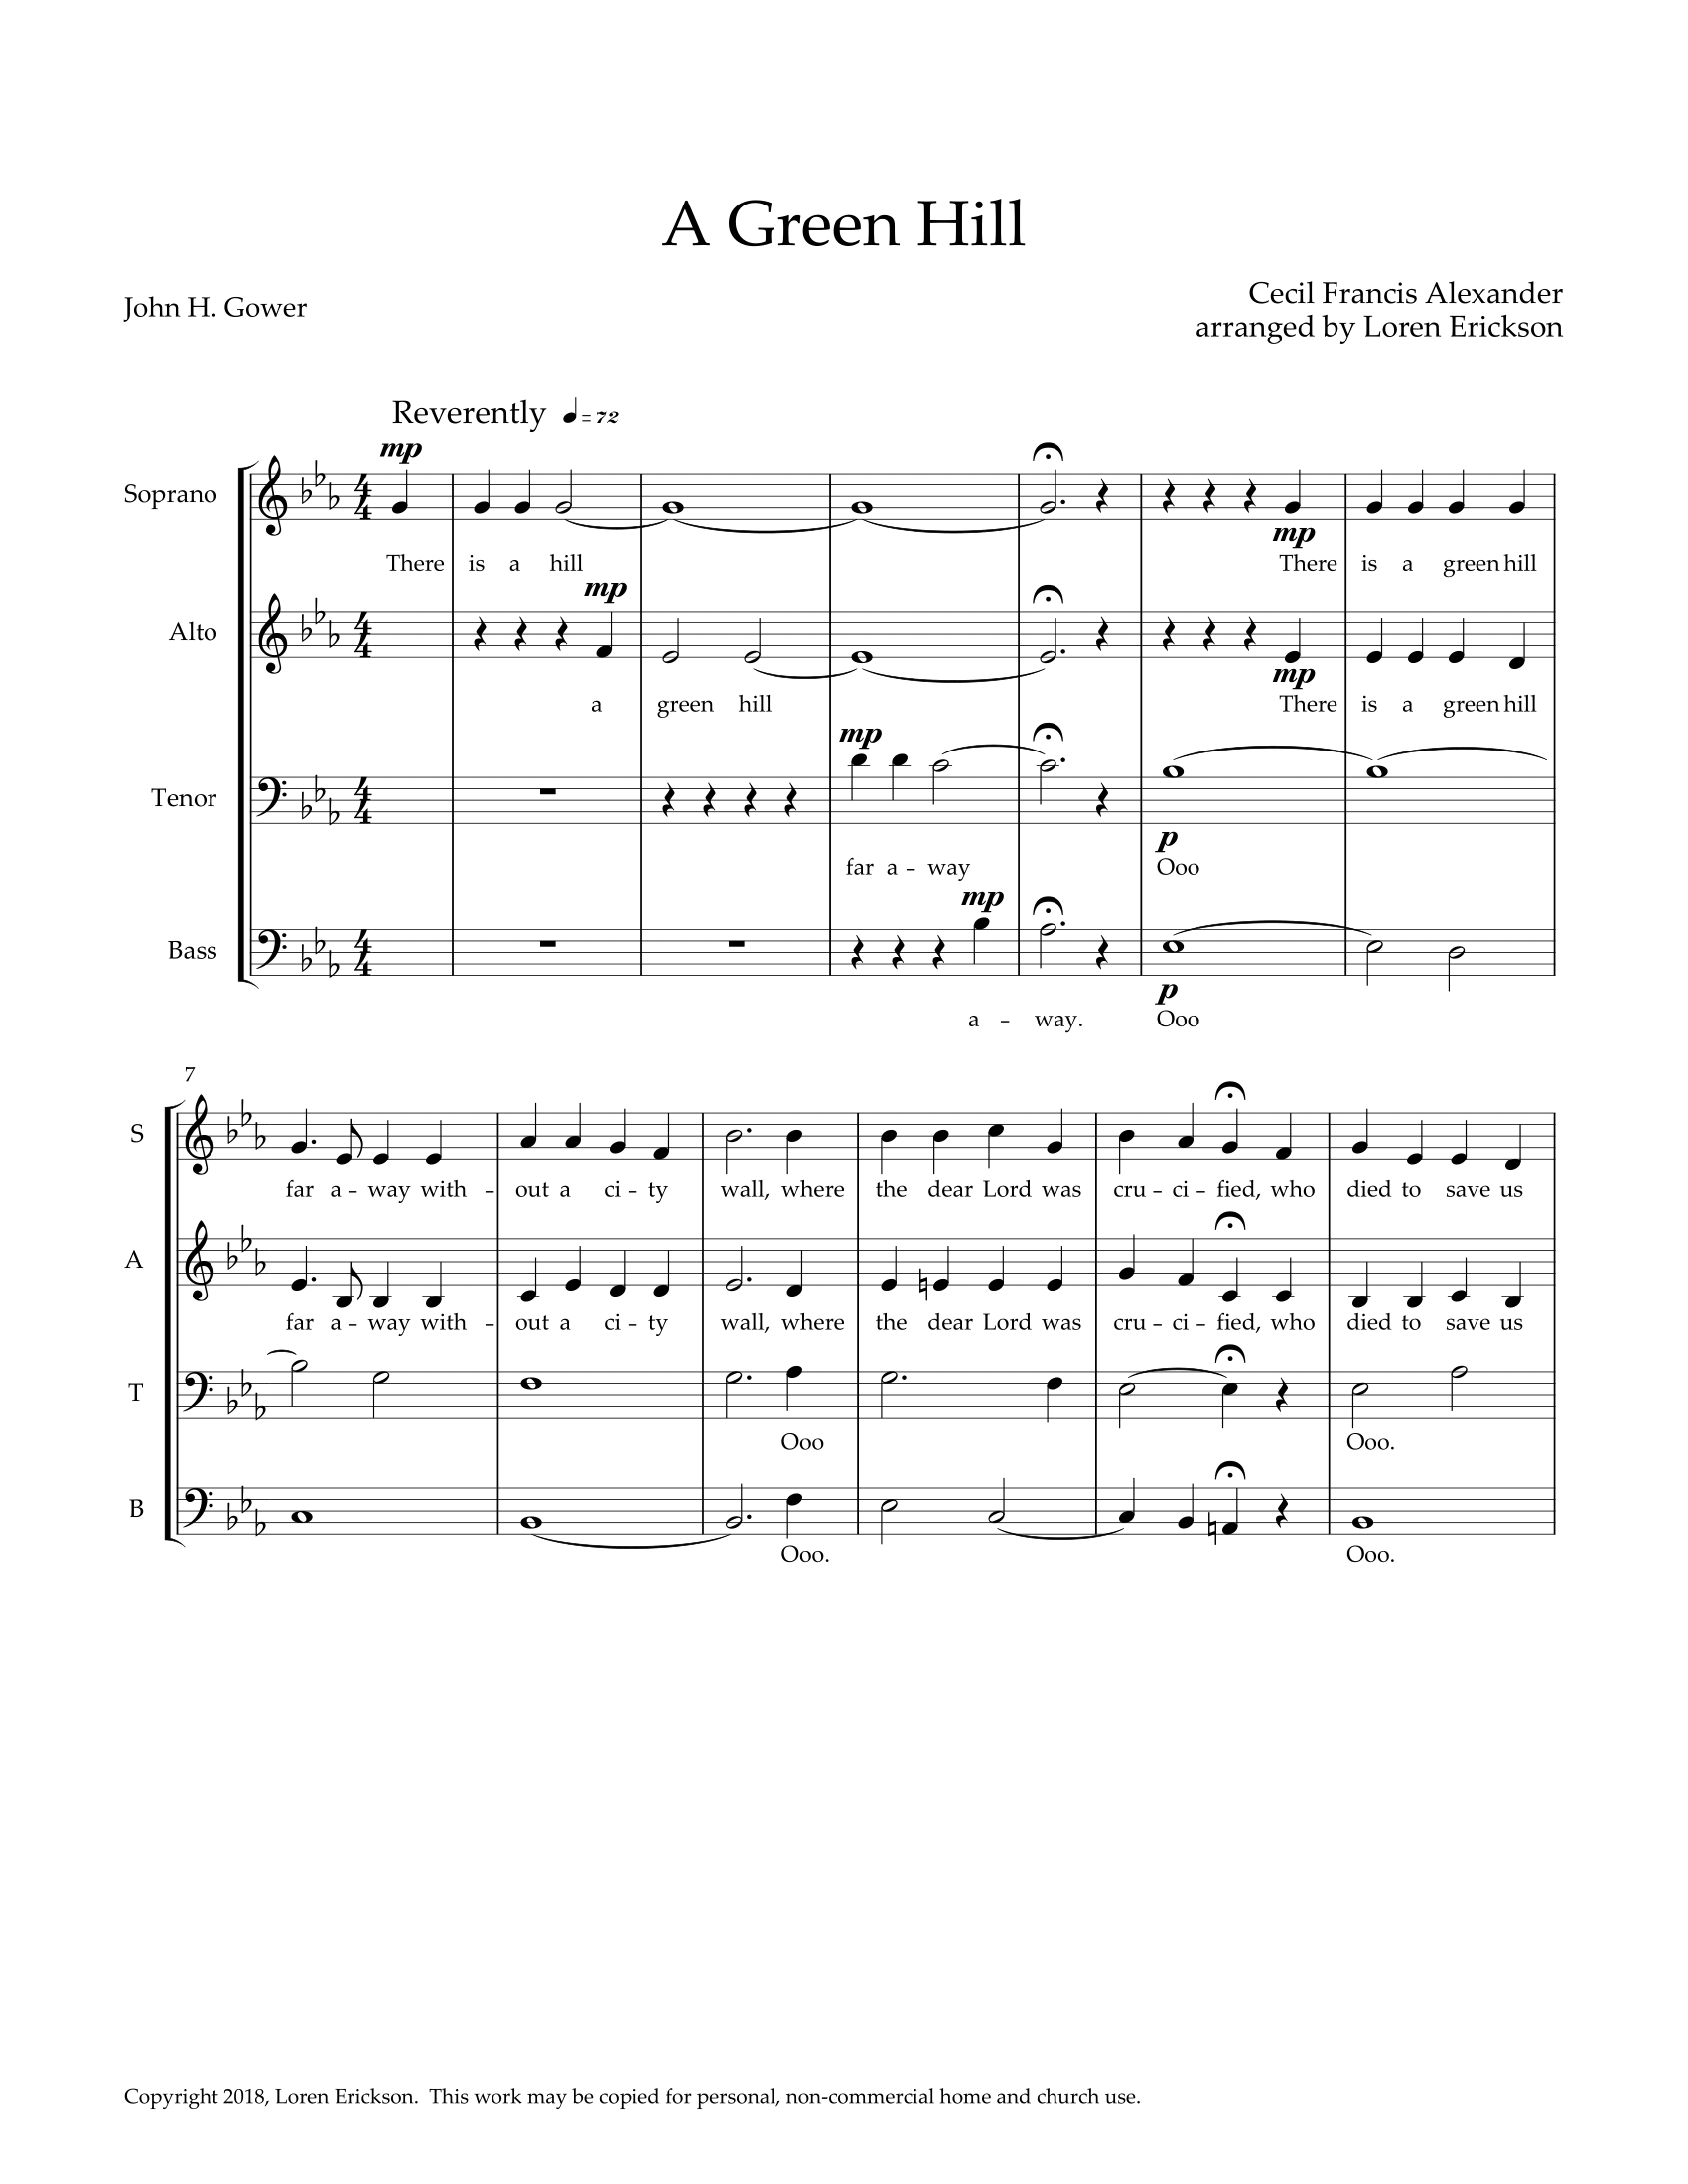 A Green Hill
John H. Gower
Cecil Francis Alexander
arranged by Loren Erickson
Reverently = 72
mp
Soprano
mp
There is a hill There is a green hill
mp
Alto
mp
a green hill There is a green hill
mp
Tenor
p
far a - way Ooo
mp
Bass
p
a - way. Ooo
7
S
far a - way with - out a ci - ty wall, where the dear Lord was cru - ci - fied, who died to save us
A
far a - way with - out a ci - ty wall, where the dear Lord was cru - ci - fied, who died to save us
T
Ooo Ooo.
B
Ooo. Ooo.
Copyright 2018, Loren Erickson. This work may be copied for personal, non-commercial home and church use.